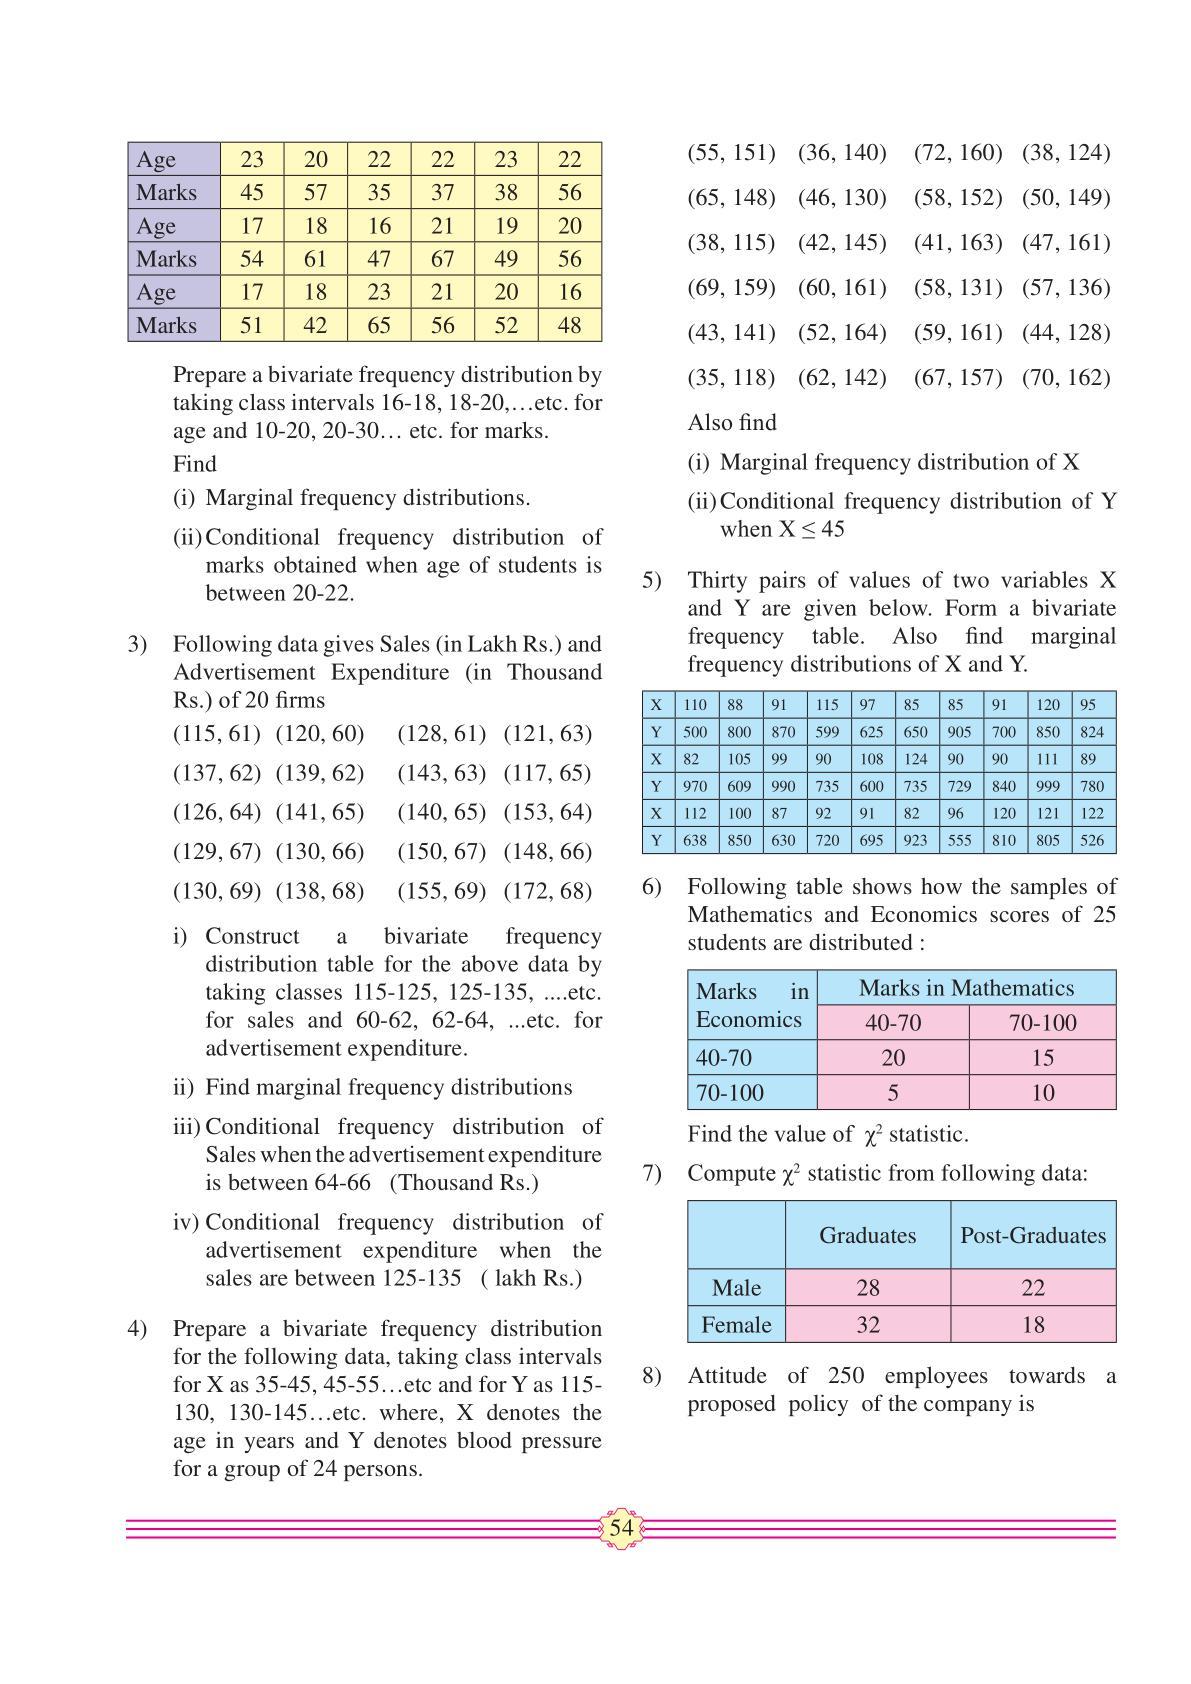 Age 23 20 22 22 23 22
Marks 45 57 35 37 38 56
Age 17 18 16 21 19 20
Marks 54 61 47 67 49 56
Age 17 18 23 21 20 16
Marks 51 42 65 56 52 48
Prepare a bivariate frequency distribution by
taking class intervals 16-18, 18-20,…etc. for
age and 10-20, 20-30… etc. for marks.
Find
(i) Marginal frequency distributions.
(ii) Conditional frequency distribution of
marks obtained when age of students is
between 20-22.
3) Following data gives Sales (in Lakh Rs.) and
Advertisement Expenditure (in Thousand
Rs.) of 20 firms
(115, 61) (120, 60) (128, 61) (121, 63)
(137, 62) (139, 62) (143, 63) (117, 65)
(126, 64) (141, 65) (140, 65) (153, 64)
(129, 67) (130, 66) (150, 67) (148, 66)
(130, 69) (138, 68) (155, 69) (172, 68)
i) Construct a bivariate frequency
distribution table for the above data by
taking classes 115-125, 125-135, ....etc.
for sales and 60-62, 62-64, ...etc. for
advertisement expenditure.
ii) Find marginal frequency distributions
iii) Conditional frequency distribution of
Sales when the advertisement expenditure
is between 64-66 (Thousand Rs.)
iv) Conditional frequency distribution of
advertisement expenditure when the
sales are between 125-135 ( lakh Rs.)
4) Prepare a bivariate frequency distribution
for the following data, taking class intervals
for X as 35-45, 45-55…etc and for Y as 115-
130, 130-145…etc. where, X denotes the
age in years and Y denotes blood pressure
for a group of 24 persons.
(55, 151) (36, 140) (72, 160) (38, 124)
(65, 148) (46, 130) (58, 152) (50, 149)
(38, 115) (42, 145) (41, 163) (47, 161)
(69, 159) (60, 161) (58, 131) (57, 136)
(43, 141) (52, 164) (59, 161) (44, 128)
(35, 118) (62, 142) (67, 157) (70, 162)
Also find
(i) Marginal frequency distribution of X
(ii) Conditional frequency distribution of Y
when X ≤ 45
5) Thirty pairs of values of two variables X
and Y are given below. Form a bivariate
frequency table. Also find marginal
frequency distributions of X and Y.
X 110 88 91 115 97 85 85 91 120 95
Y 500 800 870 599 625 650 905 700 850 824
X 82 105 99 90 108 124 90 90 111 89
Y 970 609 990 735 600 735 729 840 999 780
X 112 100 87 92 91 82 96 120 121 122
Y 638 850 630 720 695 923 555 810 805 526
6) Following table shows how the samples of
Mathematics and Economics scores of 25
students are distributed :
Marks in Economics Marks in Mathematics
40-70 70-100
40-70 20 15
70-100 5 10
Find the value of χ² statistic.
7) Compute χ² statistic from following data:
Graduates Post-Graduates
Male 28 22
Female 32 18
8) Attitude of 250 employees towards a
proposed policy of the company is
54